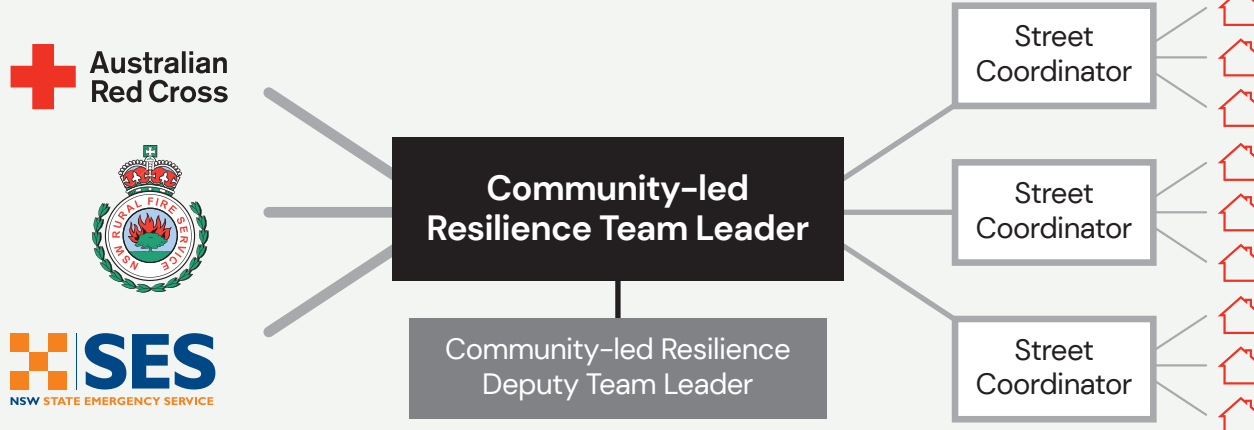 Australian
Red Cross
NSW RURAL FIRE SERVICE
SES
NSW STATE EMERGENCY SERVICE
Community-led
Resilience Team Leader
Community-led Resilience
Deputy Team Leader
Street
Coordinator
Street
Coordinator
Street
Coordinator